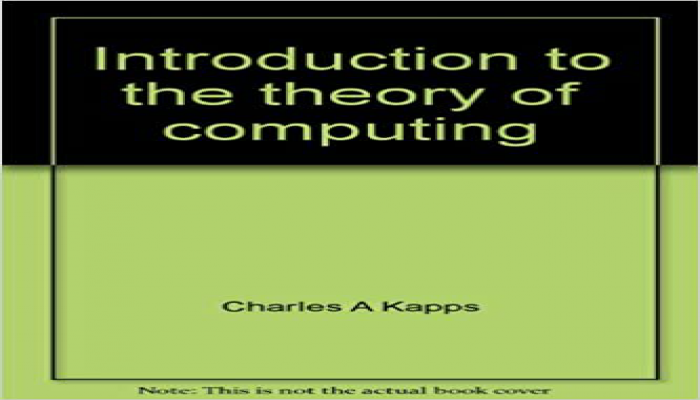 Introduction to
the theory of
computing
Charles A Kapps
Note: This is not the actual book cover